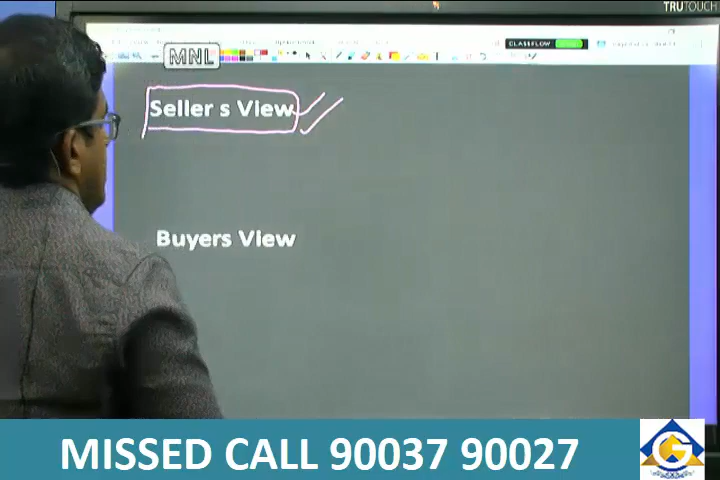 TRUTOUCH
CLASSFLOW
MNL
Seller s View
Buyers View
MISSED CALL 90037 90027
G